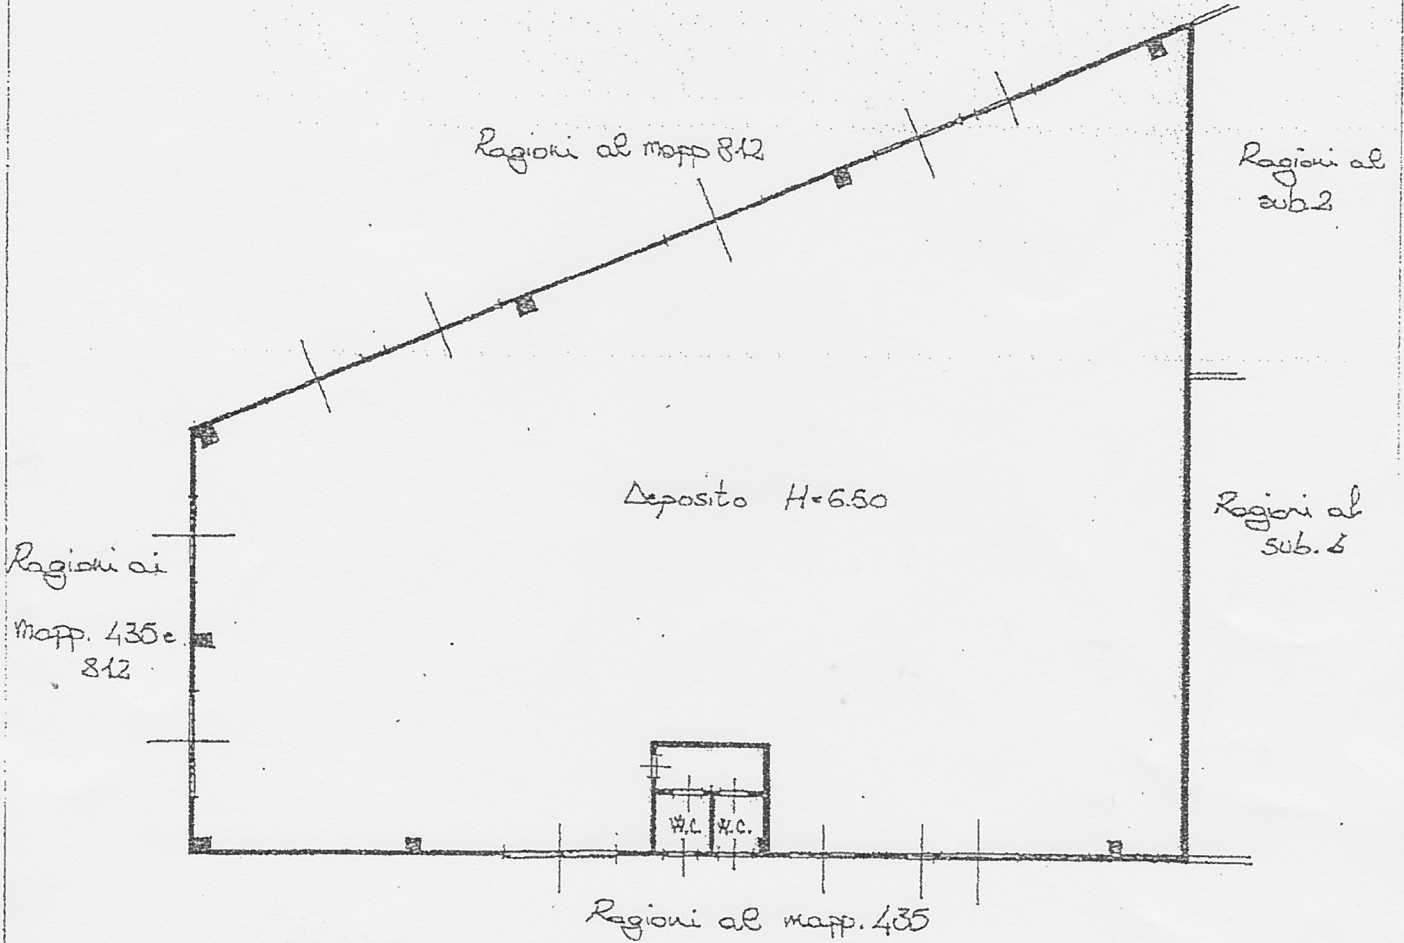 Ragioni al mapp 812
Ragioni al
sub.2
Deposito H=6.50
Ragioni al
sub.
Ragioni ai
mapp. 435 e
812
W.C. W.C.
Ragioni al mapp. 435